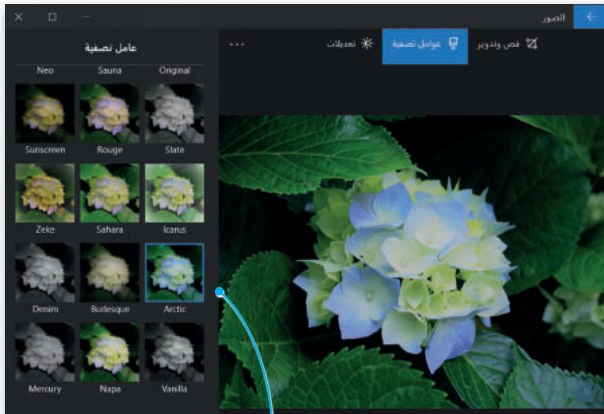 الصور
قص وتدوير
عوامل تصفية
تعديلات
...
عامل تصفية
Neo Sauna Original
Sunscreen Rouge Slate
Zeke Sahara Icarus
Denim Burlesque Arctic
Mercury Napa Vanilla